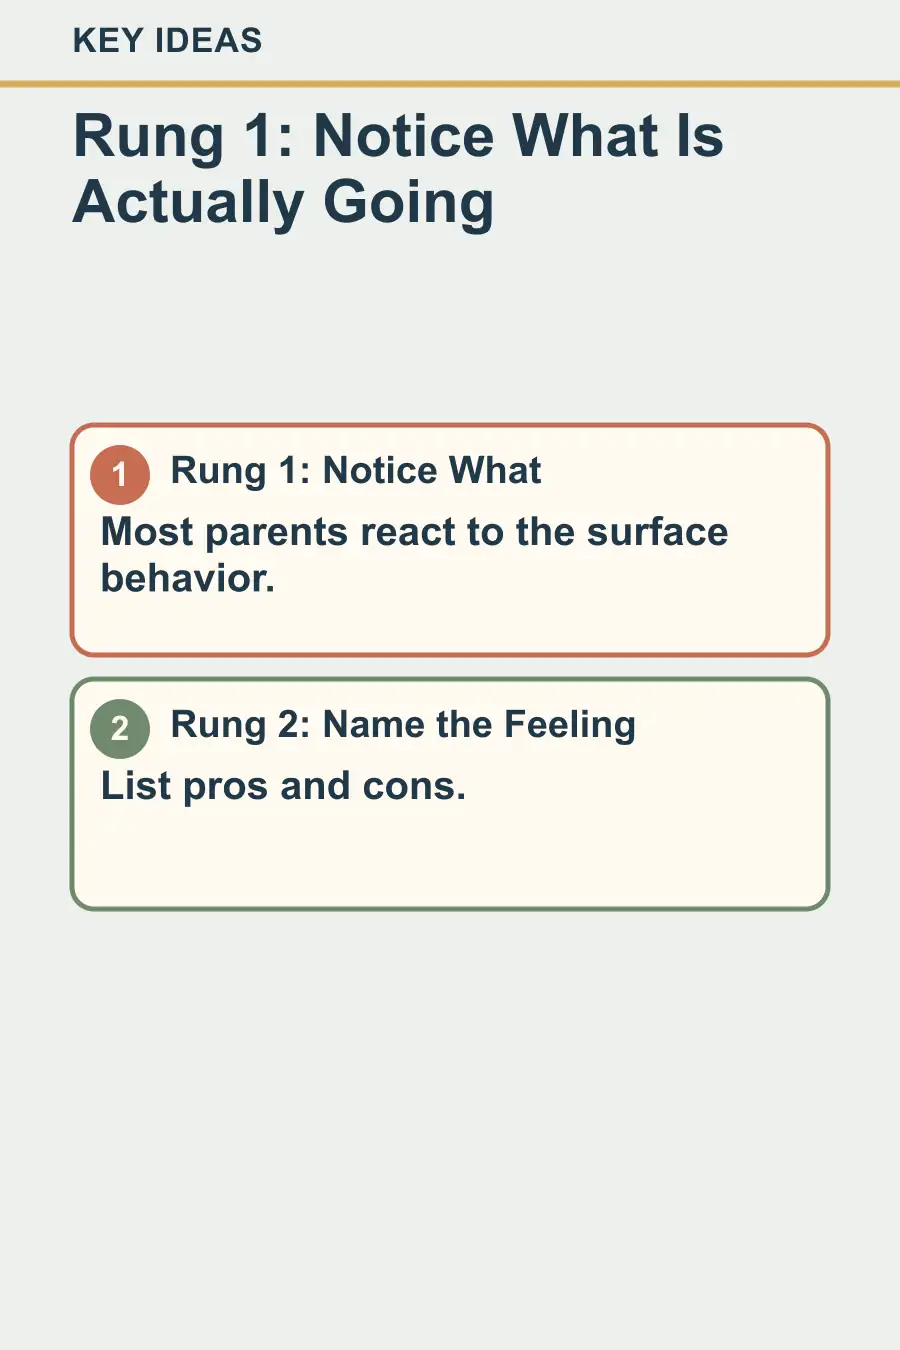 KEY IDEAS
Rung 1: Notice What Is
Actually Going
1
Rung 1: Notice What
Most parents react to the surface
behavior.
2
Rung 2: Name the Feeling
List pros and cons.